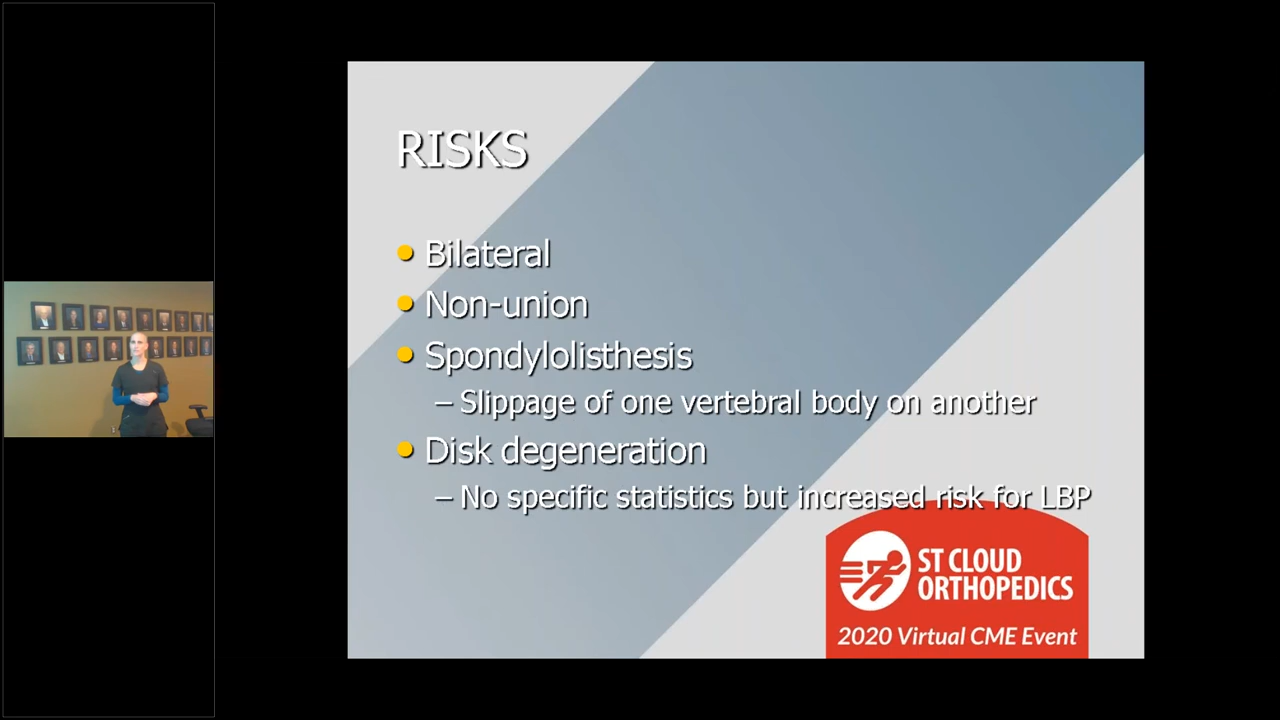 RISKS
• Bilateral
• Non-union
• Spondylolisthesis
– Slippage of one vertebral body on another
• Disk degeneration
– No specific statistics but increased risk for LBP
ST CLOUD
ORTHOPEDICS
2020 Virtual CME Event